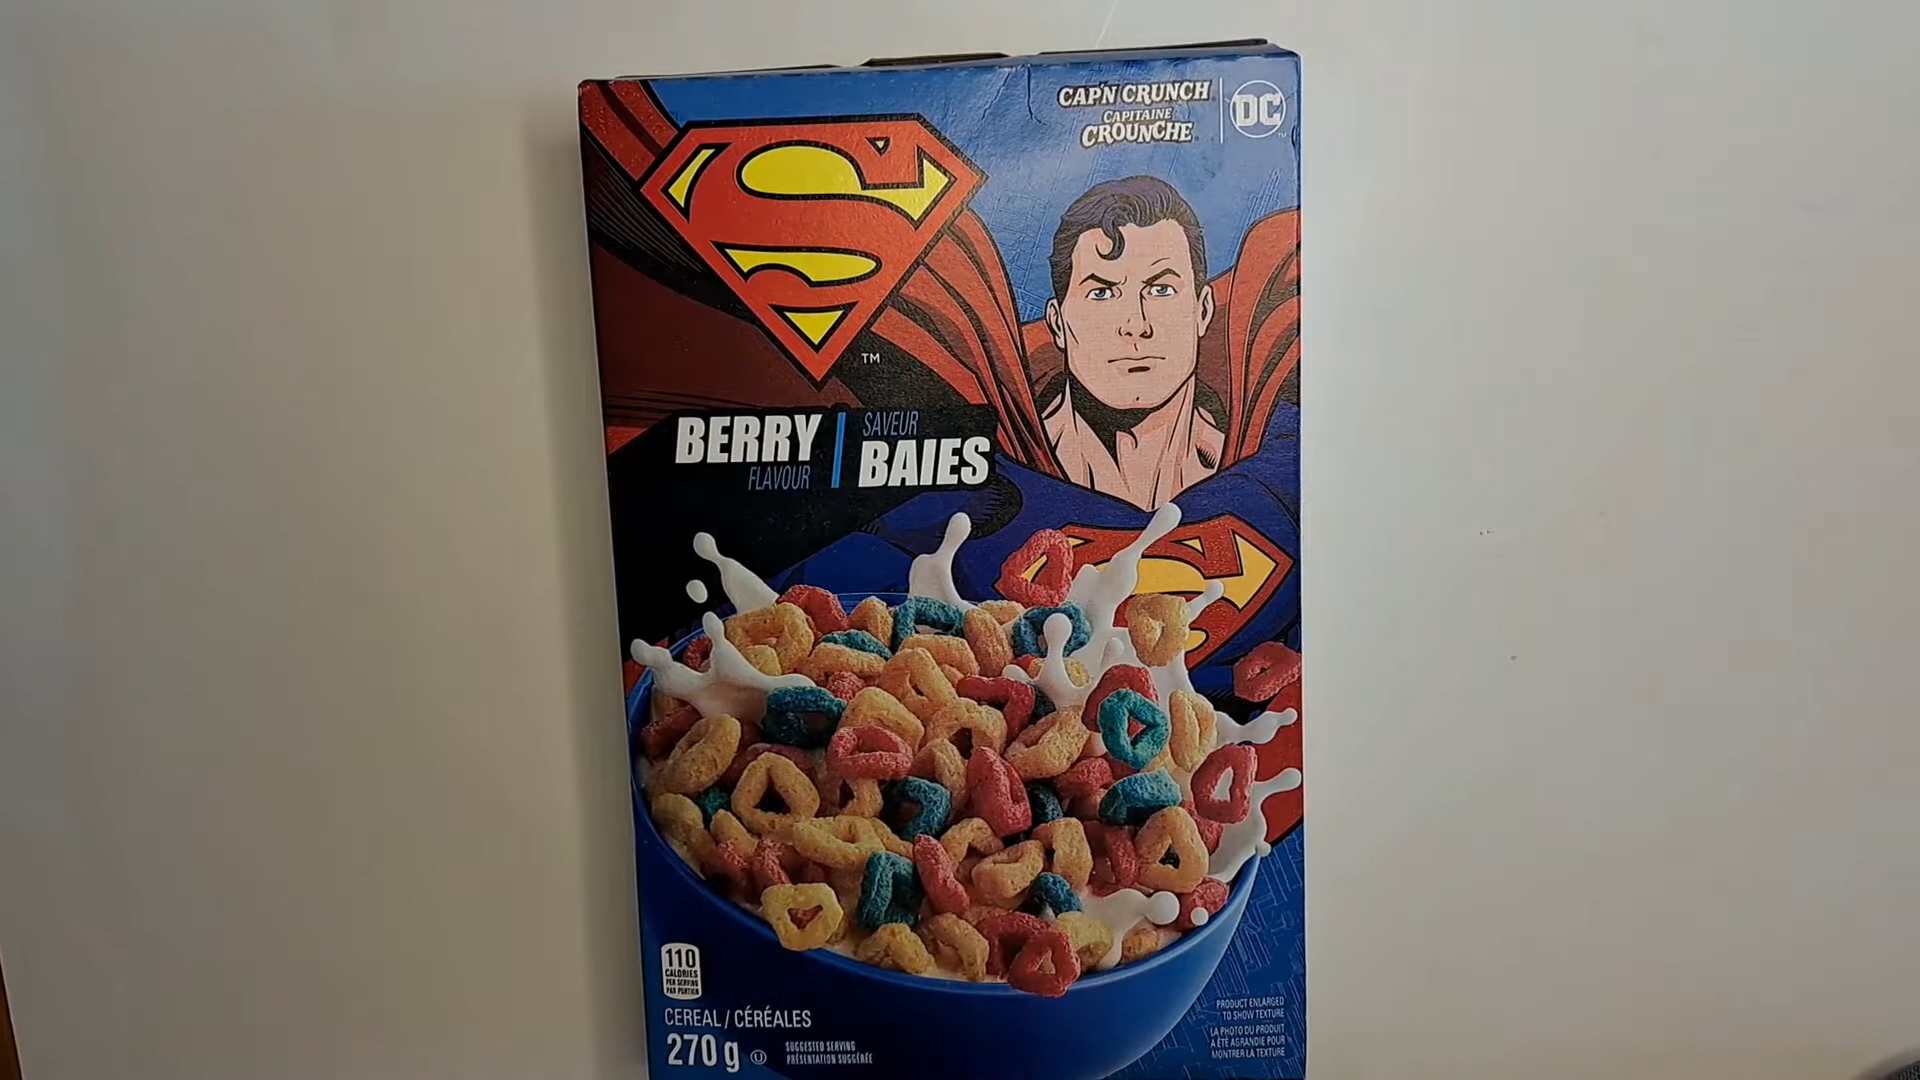 CAP'N CRUNCH
CAPITAINE
CROUNCHE
DC
TM
S
TM
BERRY
FLAVOUR
SAVEUR
BAIES
S
110
CALORIES
PER SERVING
PAR PORTION
CEREAL / CÉRÉALES
270 g
U
SUGGESTED SERVING
PRÉSENTATION SUGGÉRÉE
PRODUCT ENLARGED
TO SHOW TEXTURE
LA PHOTO DU PRODUIT
A ÉTÉ AGRANDIE POUR
MONTRER LA TEXTURE